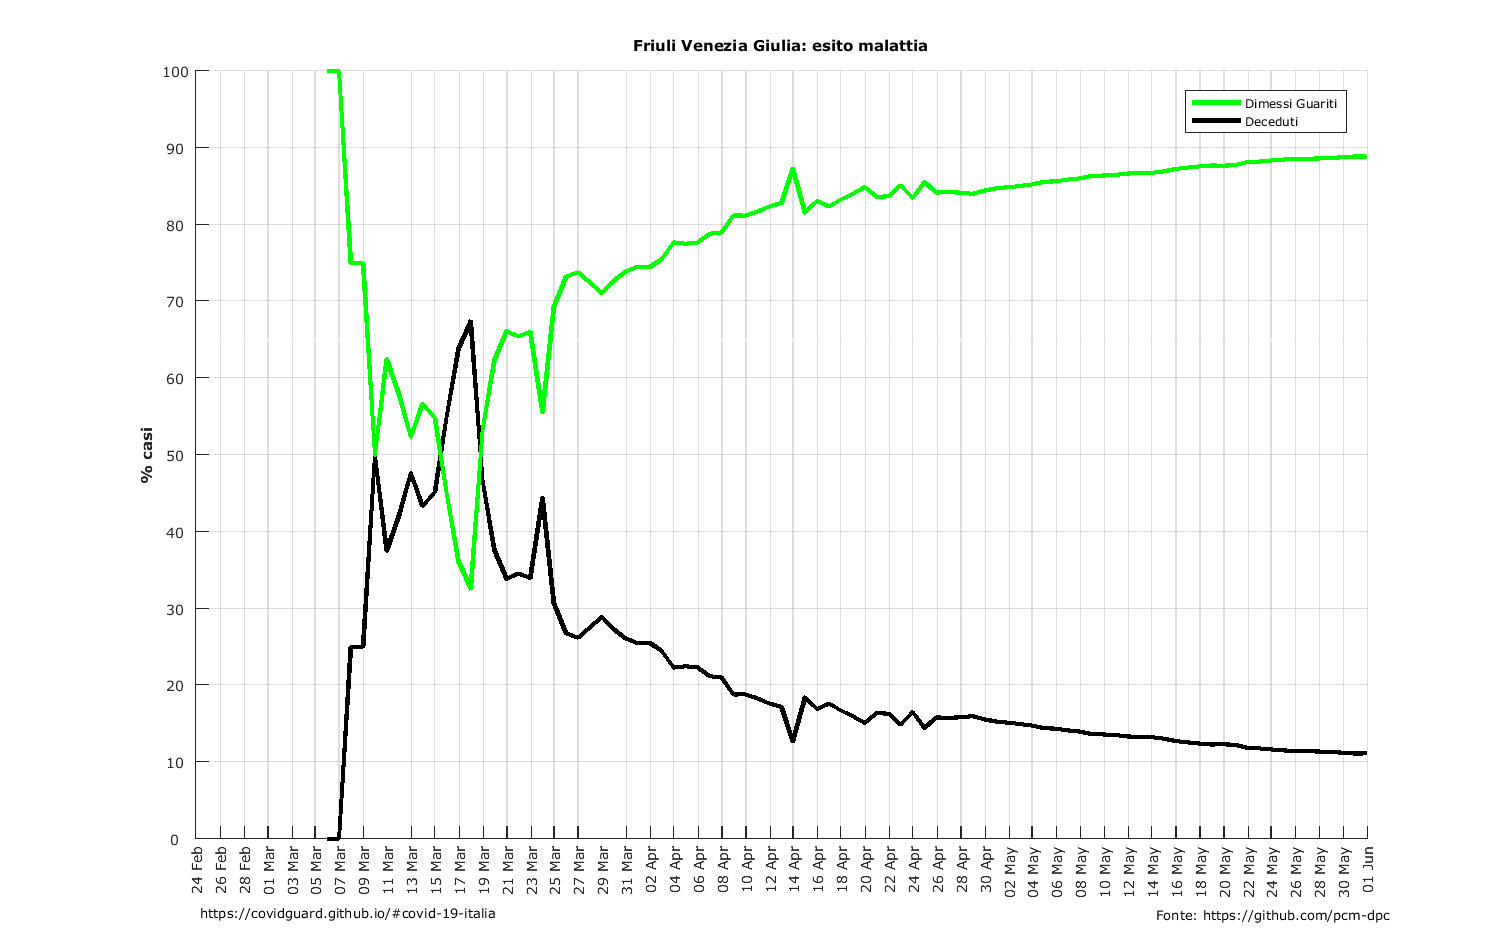 Friuli Venezia Giulia: esito malattia
Dimessi Guariti
Deceduti
% casi
100
90
80
70
60
50
40
30
20
10
0
24 Feb
26 Feb
28 Feb
01 Mar
03 Mar
05 Mar
07 Mar
09 Mar
11 Mar
13 Mar
15 Mar
17 Mar
19 Mar
21 Mar
23 Mar
25 Mar
27 Mar
29 Mar
31 Mar
02 Apr
04 Apr
06 Apr
08 Apr
10 Apr
12 Apr
14 Apr
16 Apr
18 Apr
20 Apr
22 Apr
24 Apr
26 Apr
28 Apr
30 Apr
02 May
04 May
06 May
08 May
10 May
12 May
14 May
16 May
18 May
20 May
22 May
24 May
26 May
28 May
30 May
01 Jun
https://covidguard.github.io/#covid-19-italia
Fonte: https://github.com/pcm-dpc